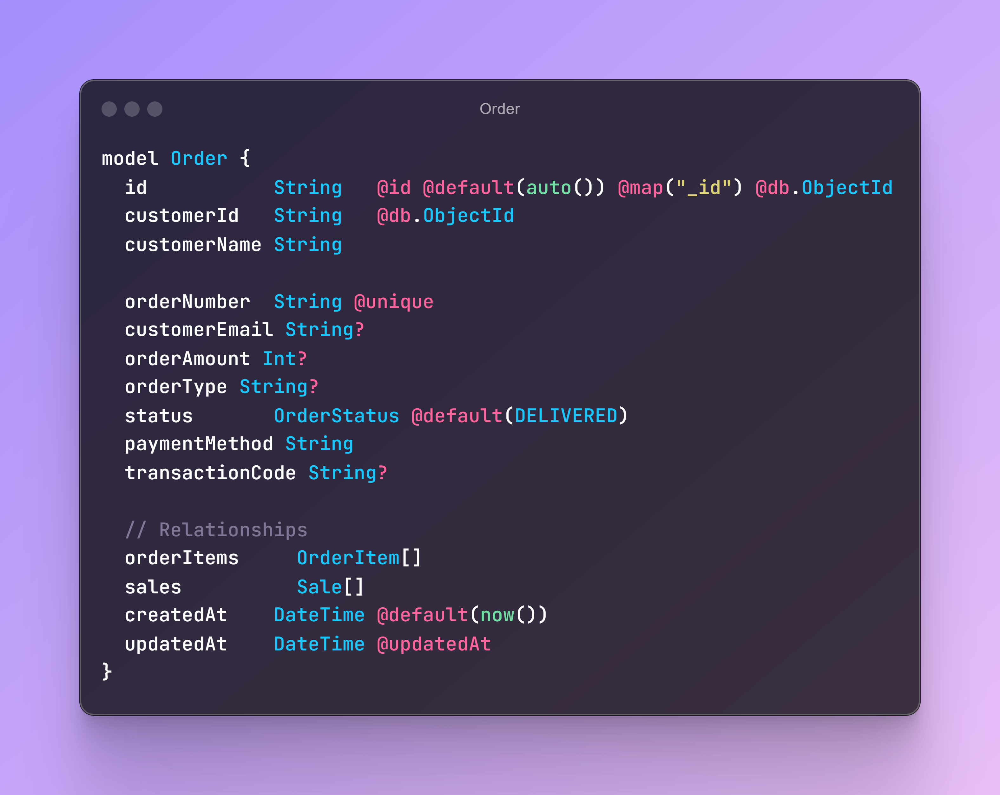 Order
model Order {
  id           String   @id @default(auto()) @map("_id") @db.ObjectId
  customerId   String   @db.ObjectId
  customerName String

  orderNumber  String @unique
  customerEmail String?
  orderAmount Int?
  orderType String?
  status       OrderStatus @default(DELIVERED)
  paymentMethod String
  transactionCode String?

  // Relationships
  orderItems     OrderItem[]
  sales          Sale[]
  createdAt    DateTime @default(now())
  updatedAt    DateTime @updatedAt
}